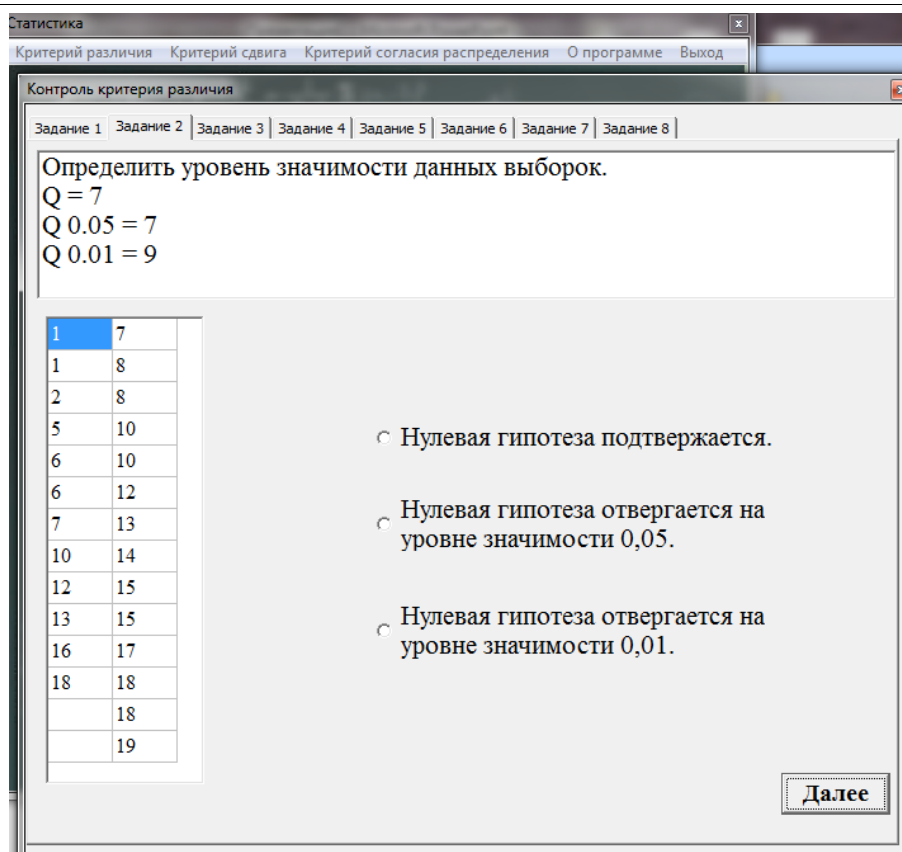 Статистика
Критерий различия Критерий сдвига Критерий согласия распределения О программе Выход
Контроль критерия различия
Задание 1 Задание 2 Задание 3 Задание 4 Задание 5 Задание 6 Задание 7 Задание 8
Определить уровень значимости данных выборок.
Q = 7
Q 0.05 = 7
Q 0.01 = 9
1 7
1 8
2 8
5 10
6 10
6 12
7 13
10 14
12 15
13 15
16 17
18 18
18
19
Нулевая гипотеза подтвержается.
Нулевая гипотеза отвергается на
уровне значимости 0,05.
Нулевая гипотеза отвергается на
уровне значимости 0,01.
Далее